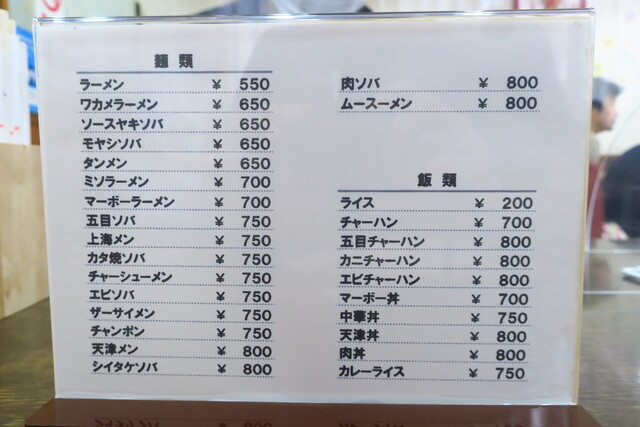 麺類
ラーメン ¥ 550
ワカメラーメン ¥ 650
ソースヤキソバ ¥ 650
モヤシソバ ¥ 650
タンメン ¥ 650
ミソラーメン ¥ 700
マーボーラーメン ¥ 700
五目ソバ ¥ 750
上海メン ¥ 750
カタ焼ソバ ¥ 750
チャーシューメン ¥ 750
エビソバ ¥ 750
ザーサイメン ¥ 750
チャンポン ¥ 750
天津メン ¥ 800
シイタケソバ ¥ 800
肉ソバ ¥ 800
ムースーメン ¥ 800
飯類
ライス ¥ 200
チャーハン ¥ 700
五目チャーハン ¥ 800
カニチャーハン ¥ 800
エビチャーハン ¥ 800
マーボー丼 ¥ 700
中華丼 ¥ 750
天津丼 ¥ 800
肉丼 ¥ 800
カレーライス ¥ 750